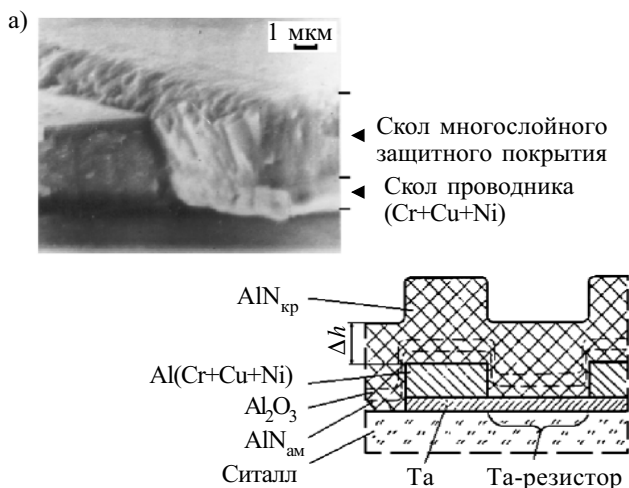 а)
1 мкм
Скол многослойного
защитного покрытия
Скол проводника
(Cr+Cu+Ni)
AlNкр
Δh
Al(Cr+Cu+Ni)
Al2O3
AlNам
Ситалл
Ta
Ta-резистор